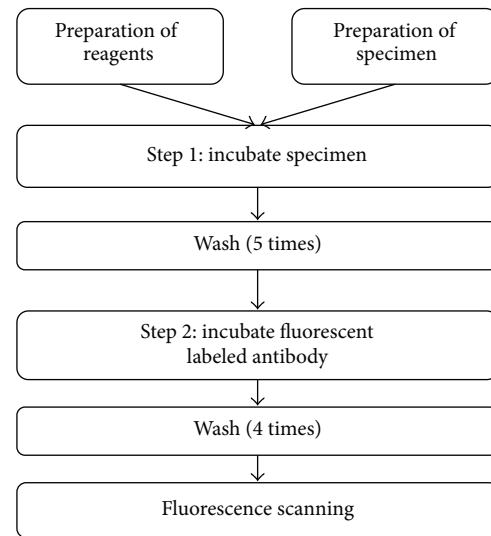 Preparation of
reagents
Preparation of
specimen
Step 1: incubate specimen
Wash (5 times)
Step 2: incubate fluorescent
labeled antibody
Wash (4 times)
Fluorescence scanning